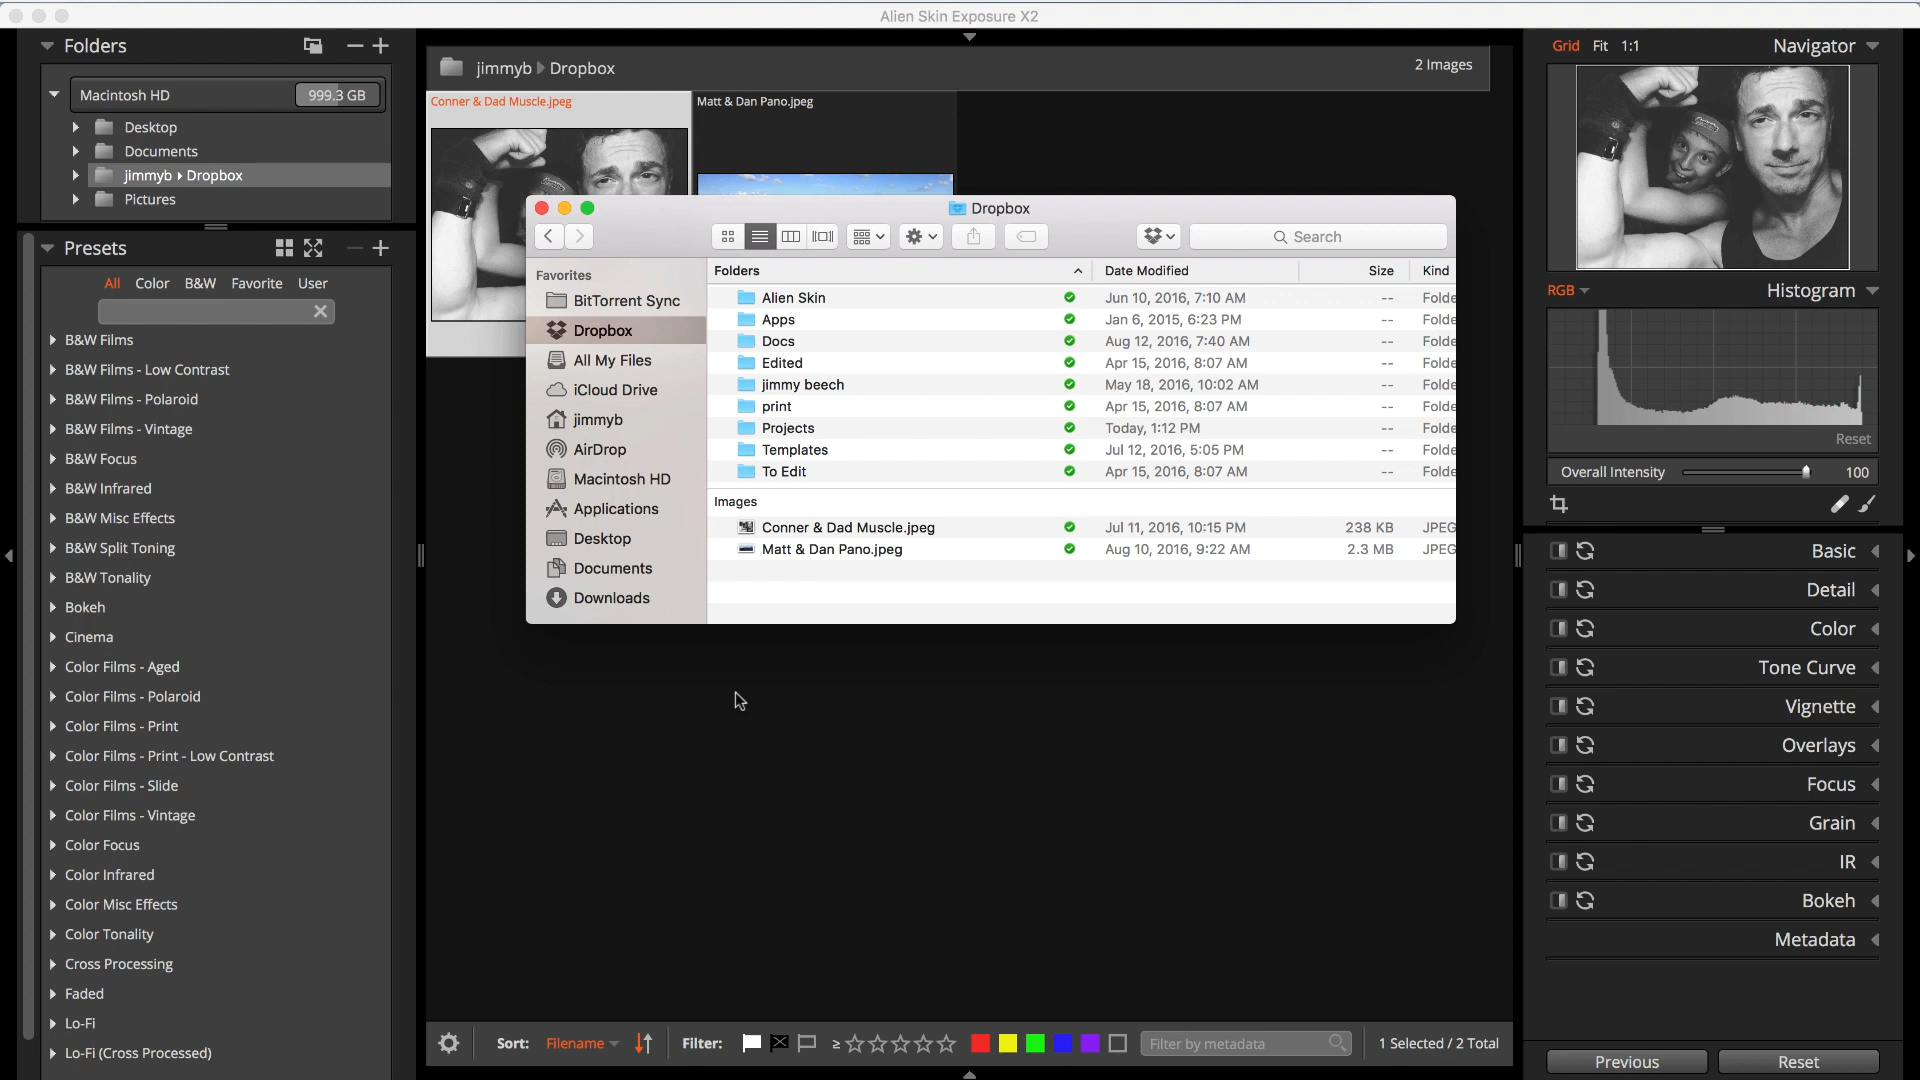 Alien Skin Exposure X2
Folders
Macintosh HD 999.3 GB
Desktop
Documents
jimmyb Dropbox
Pictures
Presets
All Color B&W Favorite User
B&W Films
B&W Films - Low Contrast
B&W Films - Polaroid
B&W Films - Vintage
B&W Focus
B&W Infrared
B&W Misc Effects
B&W Split Toning
B&W Tonality
Bokeh
Cinema
Color Films - Aged
Color Films - Polaroid
Color Films - Print
Color Films - Print - Low Contrast
Color Films - Slide
Color Films - Vintage
Color Focus
Color Infrared
Color Misc Effects
Color Tonality
Cross Processing
Faded
Lo-Fi
Lo-Fi (Cross Processed)
jimmyb Dropbox 2 Images
Conner & Dad Muscle.jpeg Matt & Dan Pano.jpeg
Dropbox
Search
Favorites
BitTorrent Sync
Dropbox
All My Files
iCloud Drive
jimmyb
AirDrop
Macintosh HD
Applications
Desktop
Documents
Downloads
Folders Date Modified Size Kind
Alien Skin Jun 10, 2016, 7:10 AM -- Folde
Apps Jan 6, 2015, 6:23 PM -- Folde
Docs Aug 12, 2016, 7:40 AM -- Folde
Edited Apr 15, 2016, 8:07 AM -- Folde
jimmy beech May 18, 2016, 10:02 AM -- Folde
print Apr 15, 2016, 8:07 AM -- Folde
Projects Today, 1:12 PM -- Folde
Templates Jul 12, 2016, 5:05 PM -- Folde
To Edit Apr 15, 2016, 8:07 AM -- Folde
Images
Conner & Dad Muscle.jpeg Jul 11, 2016, 10:15 PM 238 KB JPEG
Matt & Dan Pano.jpeg Aug 10, 2016, 9:22 AM 2.3 MB JPEG
Sort: Filename Filter: ≥ Filter by metadata 1 Selected / 2 Total
Grid Fit 1:1 Navigator
RGB Histogram
Reset
Overall Intensity 100
Basic
Detail
Color
Tone Curve
Vignette
Overlays
Focus
Grain
IR
Bokeh
Metadata
Previous Reset